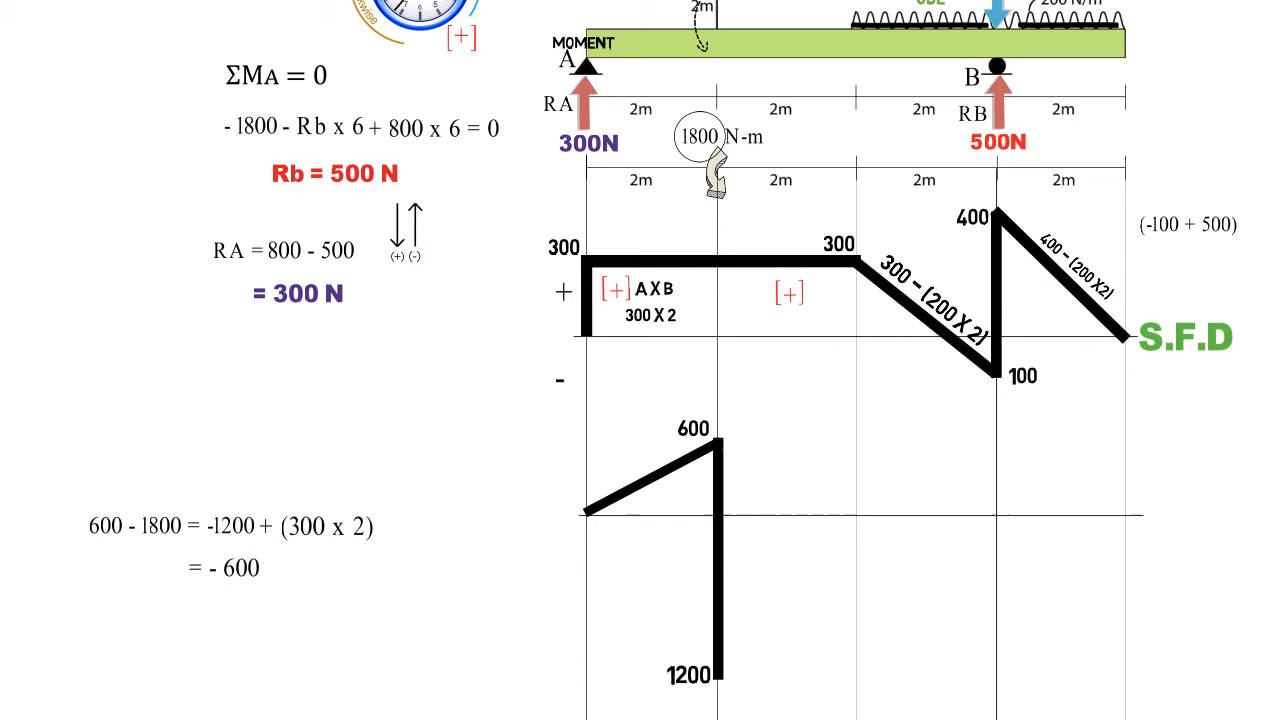 2m
200 N/m
[+]
MOMENT
A
B
ΣMA = 0
RA
RB
2m 2m 2m 2m
- 1800 - Rb x 6 + 800 x 6 = 0
300N
1800 N-m
500N
Rb = 500 N
2m 2m 2m 2m
(+) (-)
RA = 800 - 500
= 300 N
300
300
400
(-100 + 500)
+
[+] A X B
300 X 2
[+]
300 - (200 X 2)
400 - (200 X2)
S.F.D
-
100
600
600 - 1800 = -1200 + (300 x 2)
= - 600
1200